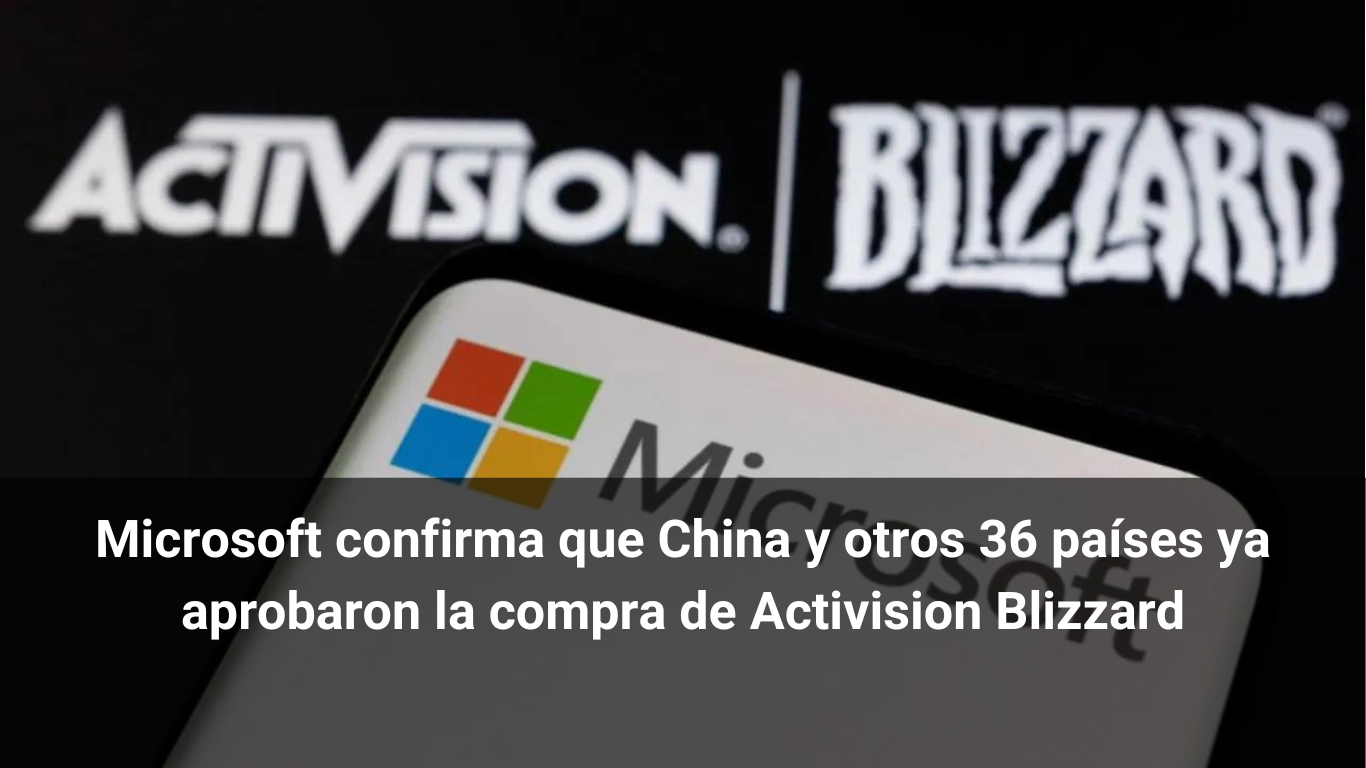 ACTIVISION. | BLIZZARD®
Microsoft
Microsoft confirma que China y otros 36 países ya
aprobaron la compra de Activision Blizzard